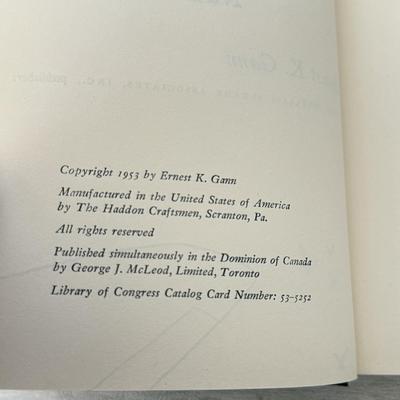 Copyright 1953 by Ernest K. Gann
Manufactured in the United States of America
by The Haddon Craftsmen, Scranton, Pa.
All rights reserved
Published simultaneously in the Dominion of Canada
by George J. McLeod, Limited, Toronto
Library of Congress Catalog Card Number: 53-5252